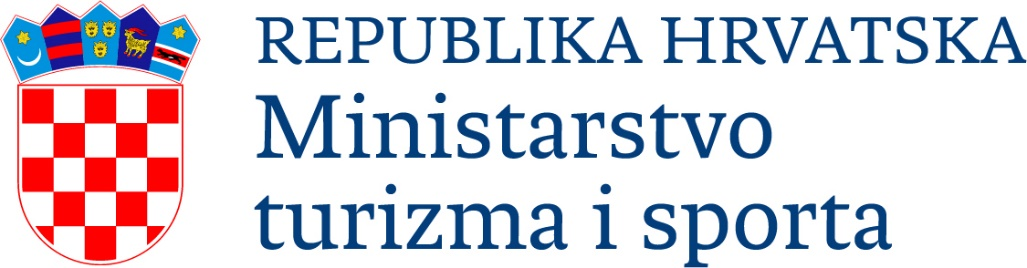 REPUBLIKA HRVATSKA
Ministarstvo
turizma i sporta